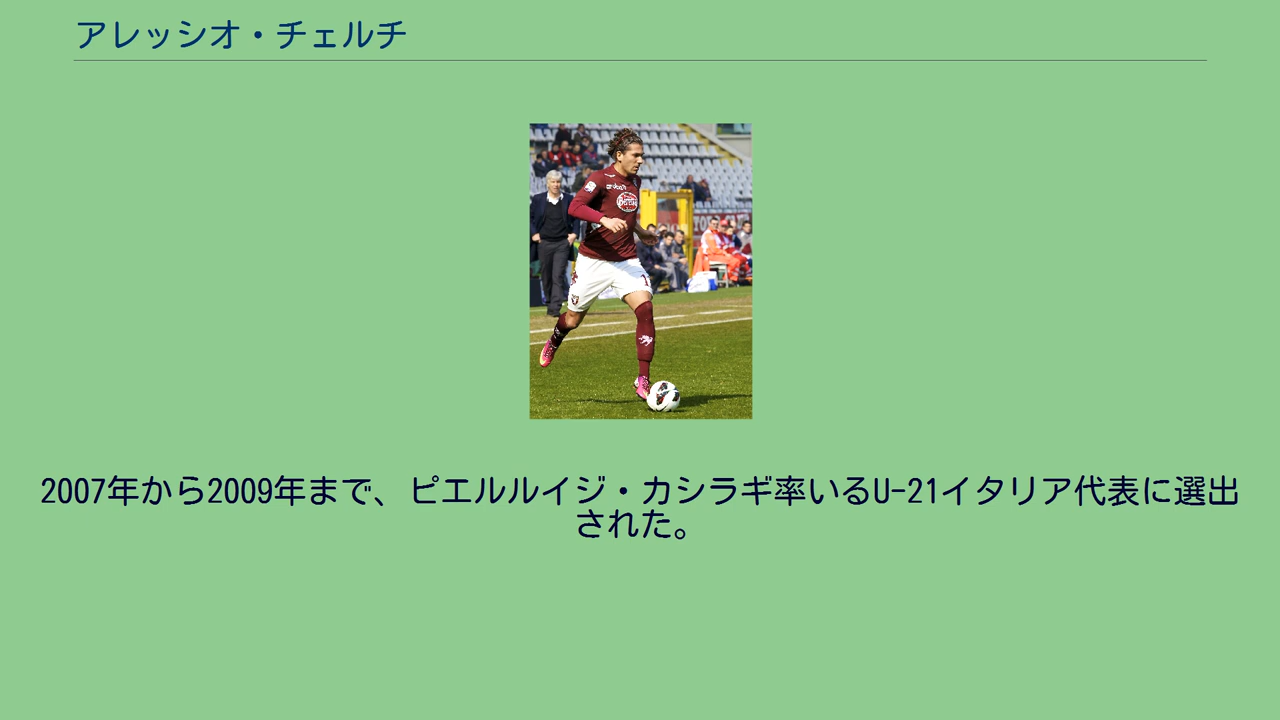 アレッシオ・チェルチ
2007年から2009年まで、ピエルルイジ・カシラギ率いるU-21イタリア代表に選出
された。